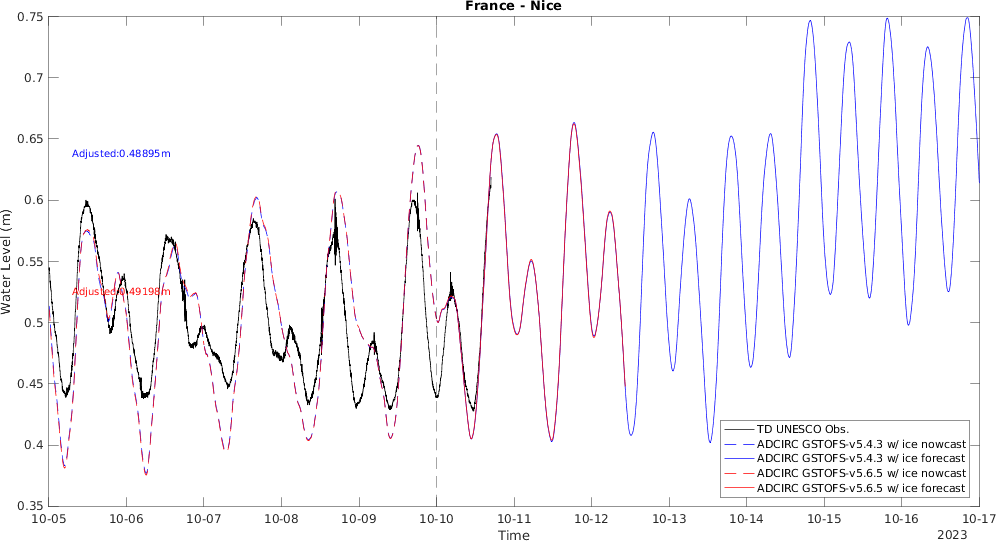 France - Nice
0.75
0.7
0.65
0.6
0.55
0.5
0.45
0.4
0.35
Water Level (m)
Adjusted:0.48895m
Adjusted:0.49198m
TD UNESCO Obs.
ADCIRC GSTOFS-v5.4.3 w/ ice nowcast
ADCIRC GSTOFS-v5.4.3 w/ ice forecast
ADCIRC GSTOFS-v5.6.5 w/ ice nowcast
ADCIRC GSTOFS-v5.6.5 w/ ice forecast
10-05 10-06 10-07 10-08 10-09 10-10 10-11 10-12 10-13 10-14 10-15 10-16 10-17
Time
2023